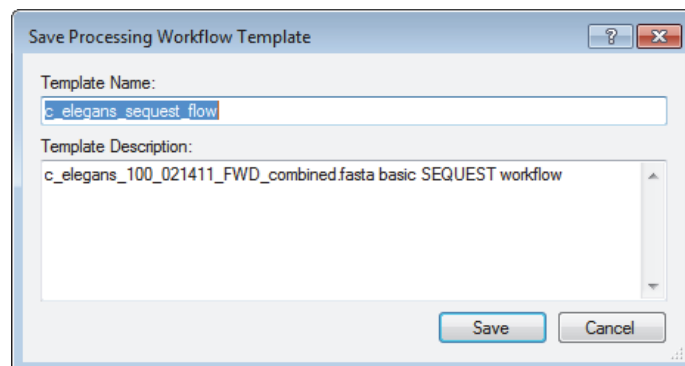 Save Processing Workflow Template
?
Template Name:
c_elegans_sequest_flow
Template Description:
c_elegans_100_021411_FWD_combined.fasta basic SEQUEST workflow
Save Cancel